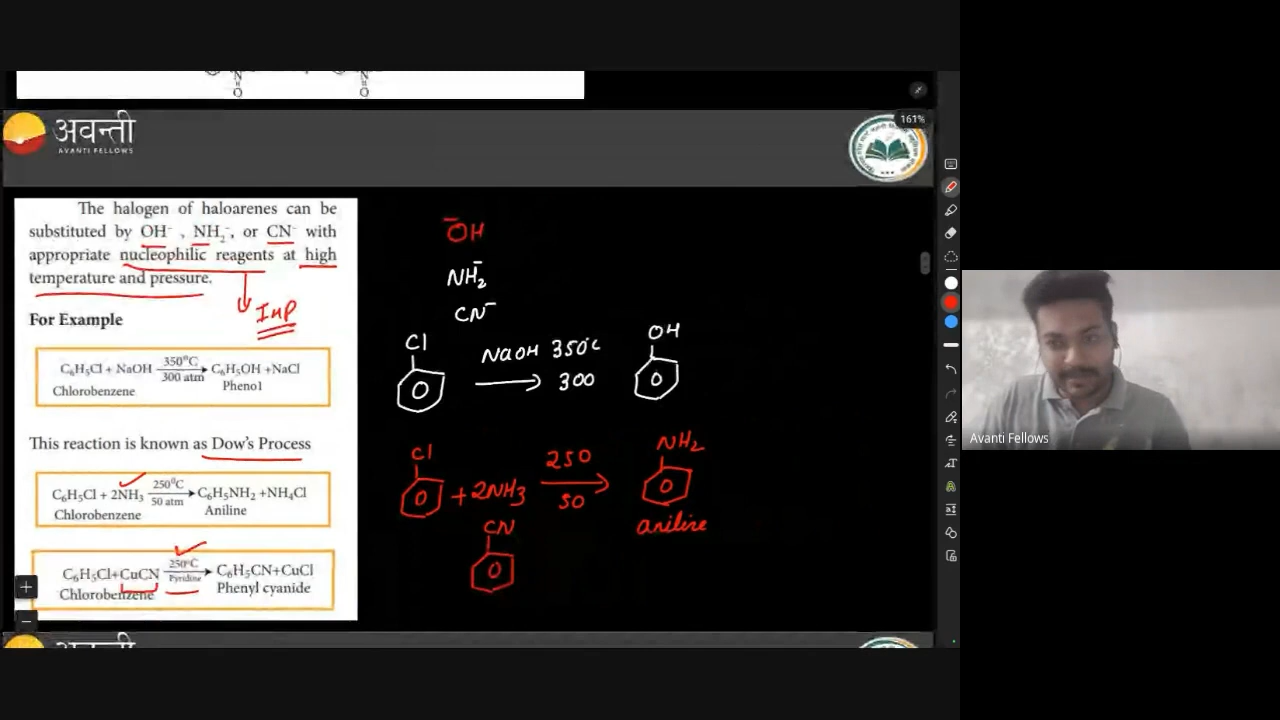 N
O
N
O
अवन्ती
AVANTI FELLOWS
161%
The halogen of haloarenes can be
substituted by OH⁻ , NH₂⁻, or CN⁻ with
appropriate nucleophilic reagents at high
temperature and pressure.
Imp
For Example
C₆H₅Cl + NaOH 350⁰C 300 atm → C₆H₅OH +NaCl
Chlorobenzene Phenol
This reaction is known as Dow's Process
C₆H₅Cl + 2NH₃ 250⁰C 50 atm → C₆H₅NH₂ +NH₄Cl
Chlorobenzene Aniline
C₆H₅Cl+CuCN 250⁰C Pyridine → C₆H₅CN+CuCl
Chlorobenzene Phenyl cyanide
⁻OH
NH₂⁻
CN⁻
Cl NaOH 350°C OH
300
Cl 250 NH₂
+ 2NH₃ → 50
aniline
CN
Avanti Fellows
अवन्ती